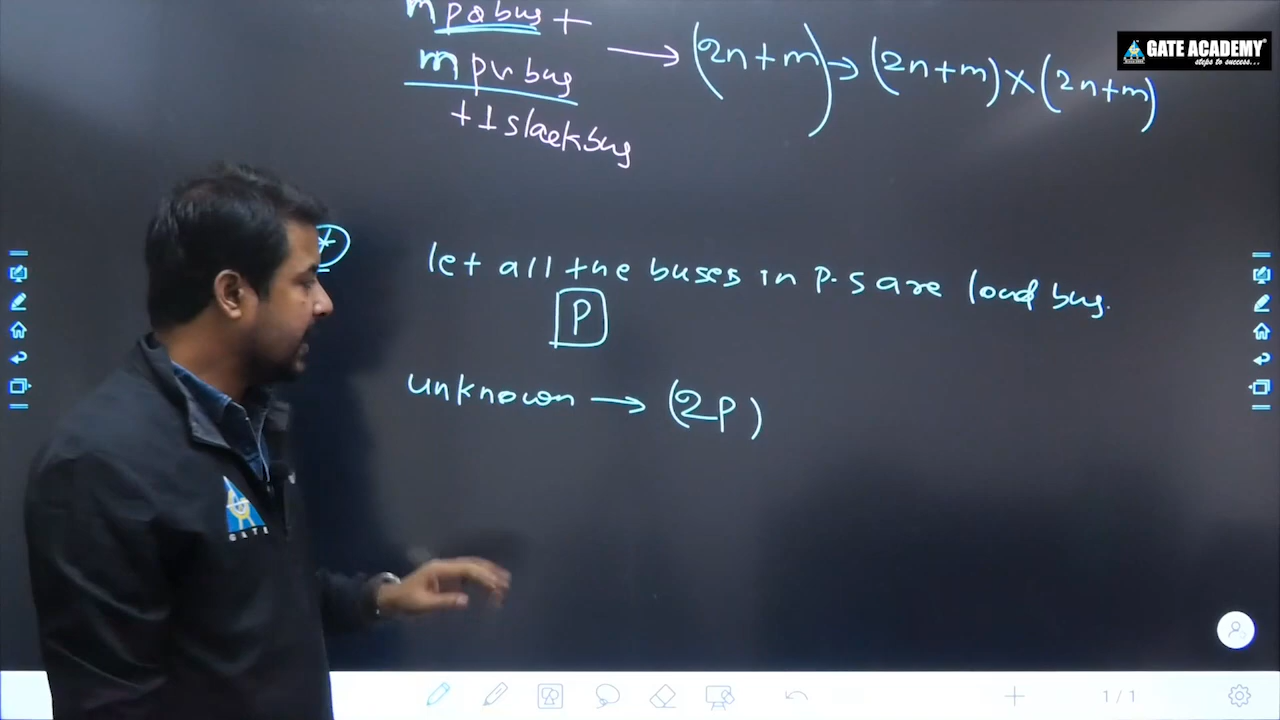 m pq bus +
m pv bus
+ 1 slack bus
→ (2n+m) → (2n+m) × (2n+m)
GATE ACADEMY®
steps to success...
*
let all the buses in P.S are load bus.
P
unknown → (2P)
GATE
1/1